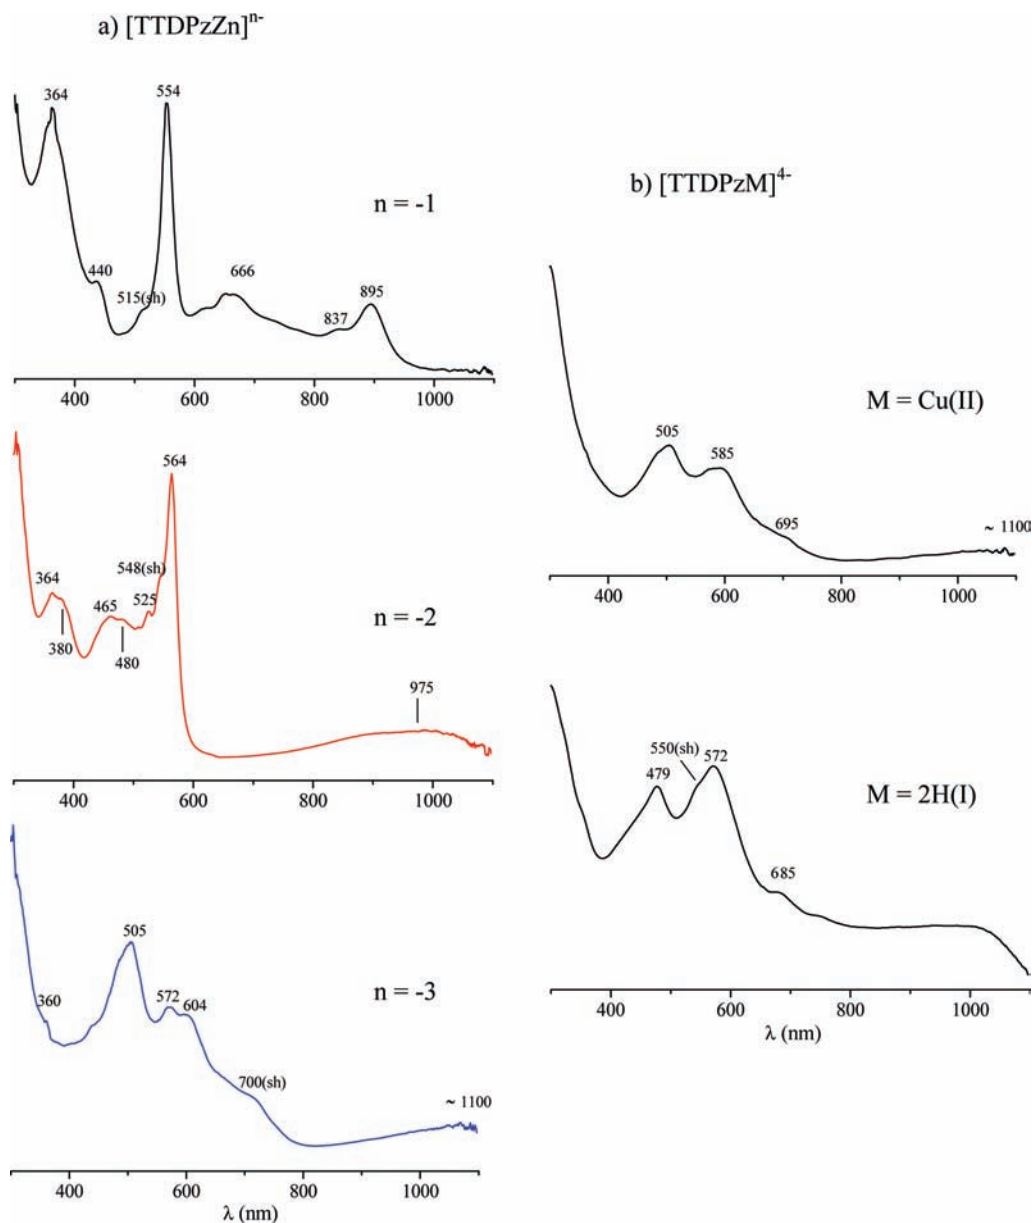 a) [TTDPzZn]ⁿ⁻
364
554
n = -1
440
515(sh)
666
837
895
400 600 800 1000
564
548(sh)
364
465
525
n = -2
380
480
975
400 600 800 1000
505
n = -3
360
572
604
700(sh)
~ 1100
400 600 800 1000
λ (nm)
b) [TTDPzM]⁴⁻
M = Cu(II)
505
585
695
~ 1100
400 600 800 1000
550(sh)
572
479
M = 2H(I)
685
400 600 800 1000
λ (nm)